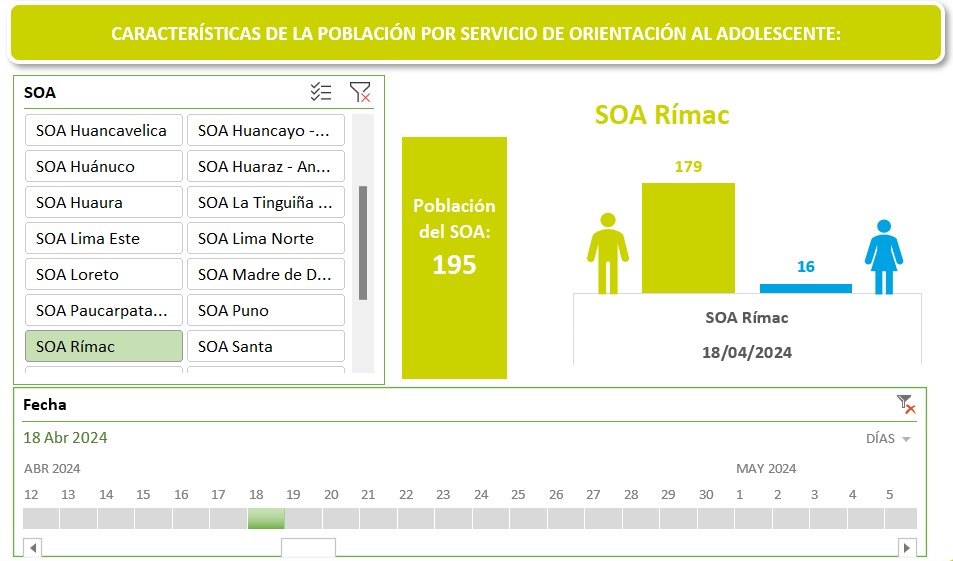 CARACTERÍSTICAS DE LA POBLACIÓN POR SERVICIO DE ORIENTACIÓN AL ADOLESCENTE:
SOA
SOA Huancavelica
SOA Huancayo -...
SOA Huánuco
SOA Huaraz - An...
SOA Huaura
SOA La Tinguiña ...
SOA Lima Este
SOA Lima Norte
SOA Loreto
SOA Madre de D...
SOA Paucarpata...
SOA Puno
SOA Rímac
SOA Santa
Población
del SOA:
195
SOA Rímac
179
16
SOA Rímac
18/04/2024
Fecha
18 Abr 2024
DÍAS
ABR 2024 MAY 2024
12 13 14 15 16 17 18 19 20 21 22 23 24 25 26 27 28 29 30 1 2 3 4 5